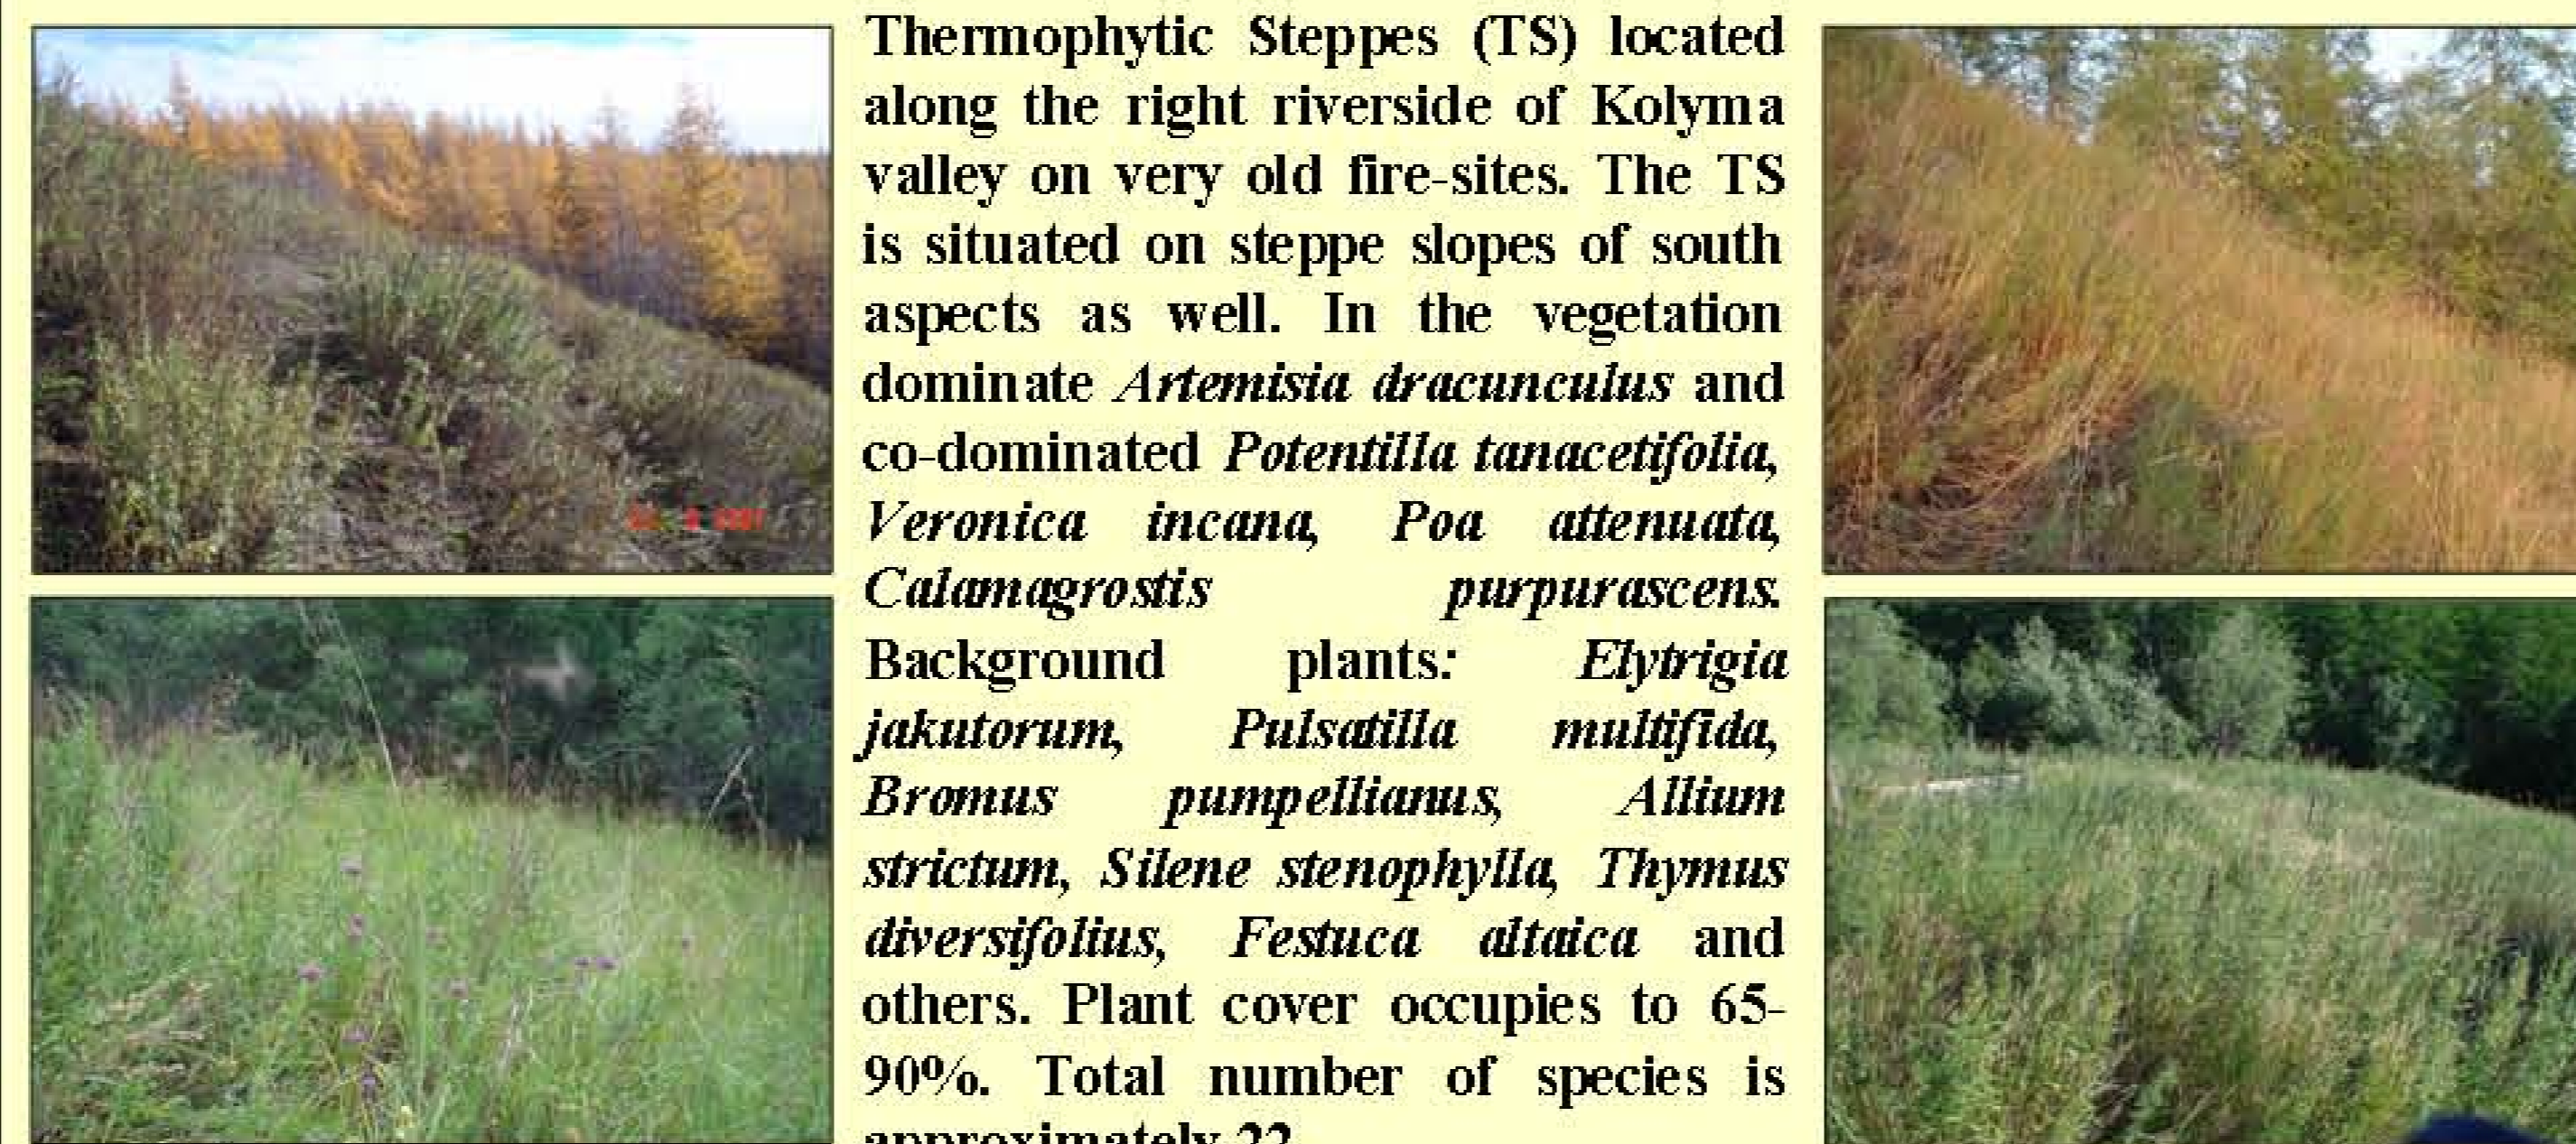 Thermophytic Steppes (TS) located
along the right riverside of Kolyma
valley on very old fire-sites. The TS
is situated on steppe slopes of south
aspects as well. In the vegetation
dominate Artemisia dracunculus and
co-dominated Potentilla tanacetifolia,
Veronica incana, Poa attenuata,
Calamagrostis purpurascens.
Background plants: Elytrigia
jakutorum, Pulsatilla multifida,
Bromus pumpellianus, Allium
strictum, Silene stenophylla, Thymus
diversifolius, Festuca altaica and
others. Plant cover occupies to 65-
90%. Total number of species is
approximately